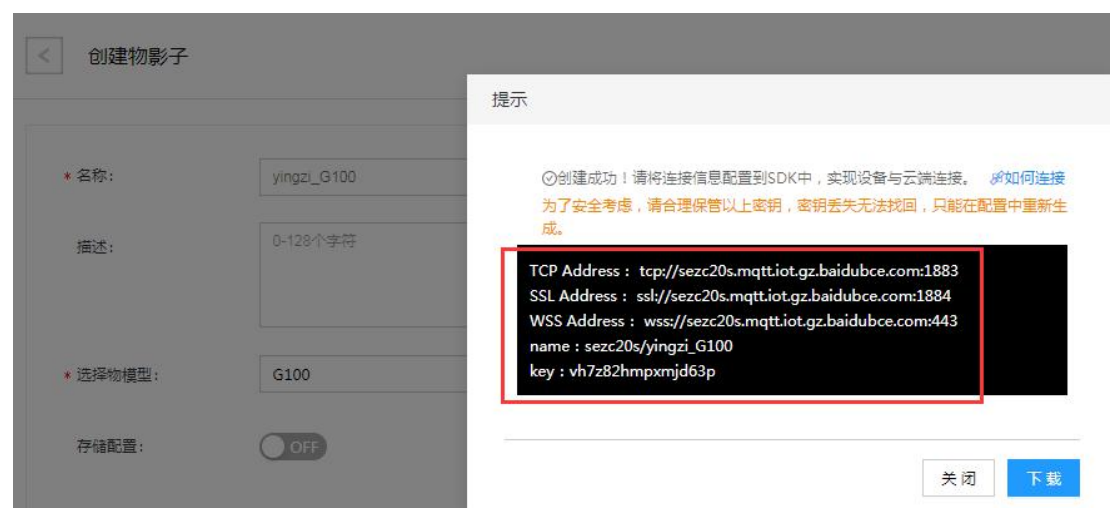 <
创建物影子
提示
* 名称：
yingzi_G100
创建成功！请将连接信息配置到SDK中，实现设备与云端连接。 如何连接
为了安全考虑，请合理保管以上密钥，密钥丢失无法找回，只能在配置中重新生
成。
描述：
0-128个字符
TCP Address： tcp://sezc20s.mqtt.iot.gz.baidubce.com:1883
SSL Address： ssl://sezc20s.mqtt.iot.gz.baidubce.com:1884
WSS Address： wss://sezc20s.mqtt.iot.gz.baidubce.com:443
name：sezc20s/yingzi_G100
key：vh7z82hmpxmjd63p
* 选择物模型：
G100
存储配置：
OFF
关闭
下载